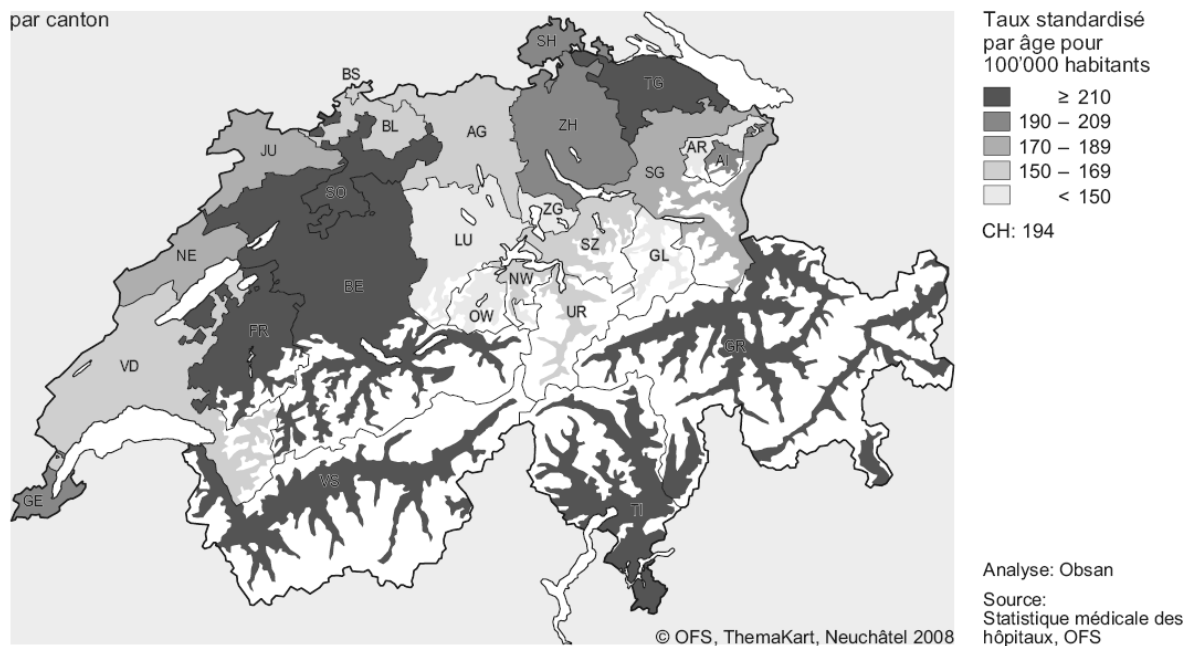 par canton
Taux standardisé
par âge pour
100'000 habitants
≥ 210
190 – 209
170 – 189
150 – 169
< 150
CH: 194
SH
BS
TG
BL
AG
ZH
JU
AR
AI
SG
SO
ZG
LU
SZ
NE
GL
NW
BE
OW
UR
FR
GR
VD
VS
GE
TI
Analyse: Obsan
Source:
Statistique médicale des
hôpitaux, OFS
© OFS, ThemaKart, Neuchâtel 2008